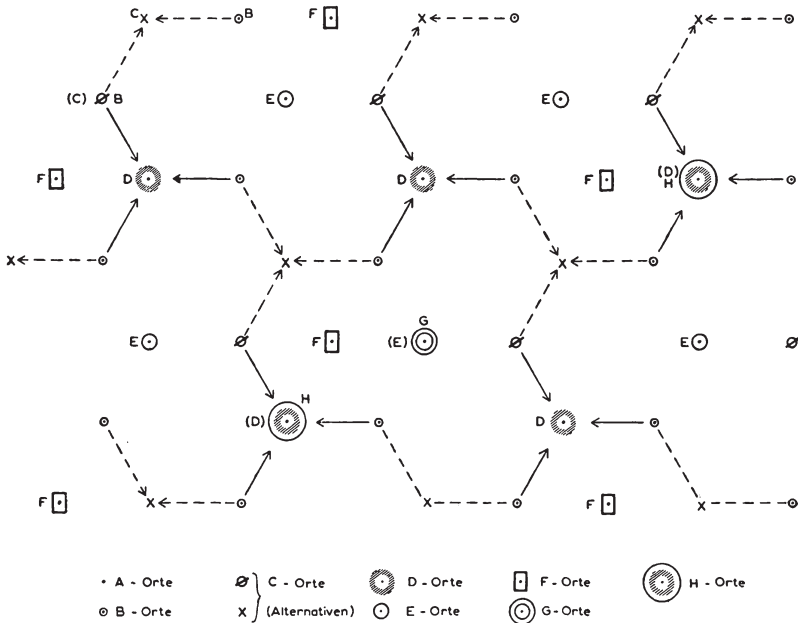 C x B F x x
(C) B E E
F D D F (D) H
x x x
E F (E) G E
(D) H D
F x x F x
A - Orte C - Orte D - Orte F - Orte H - Orte
B - Orte x (Alternativen) E - Orte G - Orte